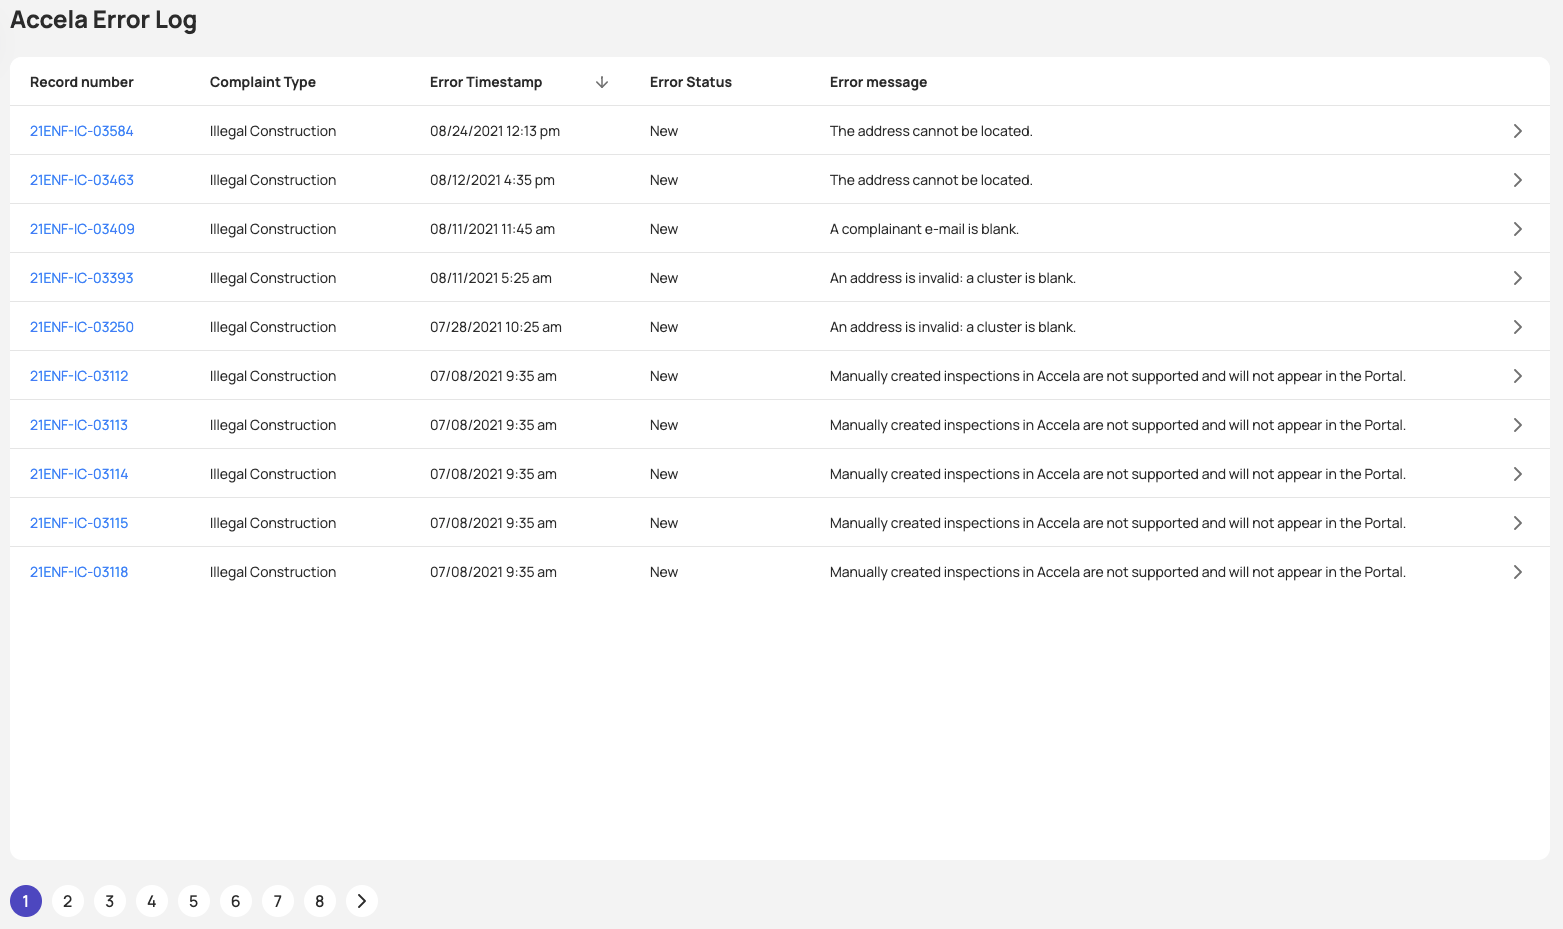 Accela Error Log
Record number Complaint Type Error Timestamp Error Status Error message
21ENF-IC-03584 Illegal Construction 08/24/2021 12:13 pm New The address cannot be located.
21ENF-IC-03463 Illegal Construction 08/12/2021 4:35 pm New The address cannot be located.
21ENF-IC-03409 Illegal Construction 08/11/2021 11:45 am New A complainant e-mail is blank.
21ENF-IC-03393 Illegal Construction 08/11/2021 5:25 am New An address is invalid: a cluster is blank.
21ENF-IC-03250 Illegal Construction 07/28/2021 10:25 am New An address is invalid: a cluster is blank.
21ENF-IC-03112 Illegal Construction 07/08/2021 9:35 am New Manually created inspections in Accela are not supported and will not appear in the Portal.
21ENF-IC-03113 Illegal Construction 07/08/2021 9:35 am New Manually created inspections in Accela are not supported and will not appear in the Portal.
21ENF-IC-03114 Illegal Construction 07/08/2021 9:35 am New Manually created inspections in Accela are not supported and will not appear in the Portal.
21ENF-IC-03115 Illegal Construction 07/08/2021 9:35 am New Manually created inspections in Accela are not supported and will not appear in the Portal.
21ENF-IC-03118 Illegal Construction 07/08/2021 9:35 am New Manually created inspections in Accela are not supported and will not appear in the Portal.
1 2 3 4 5 6 7 8